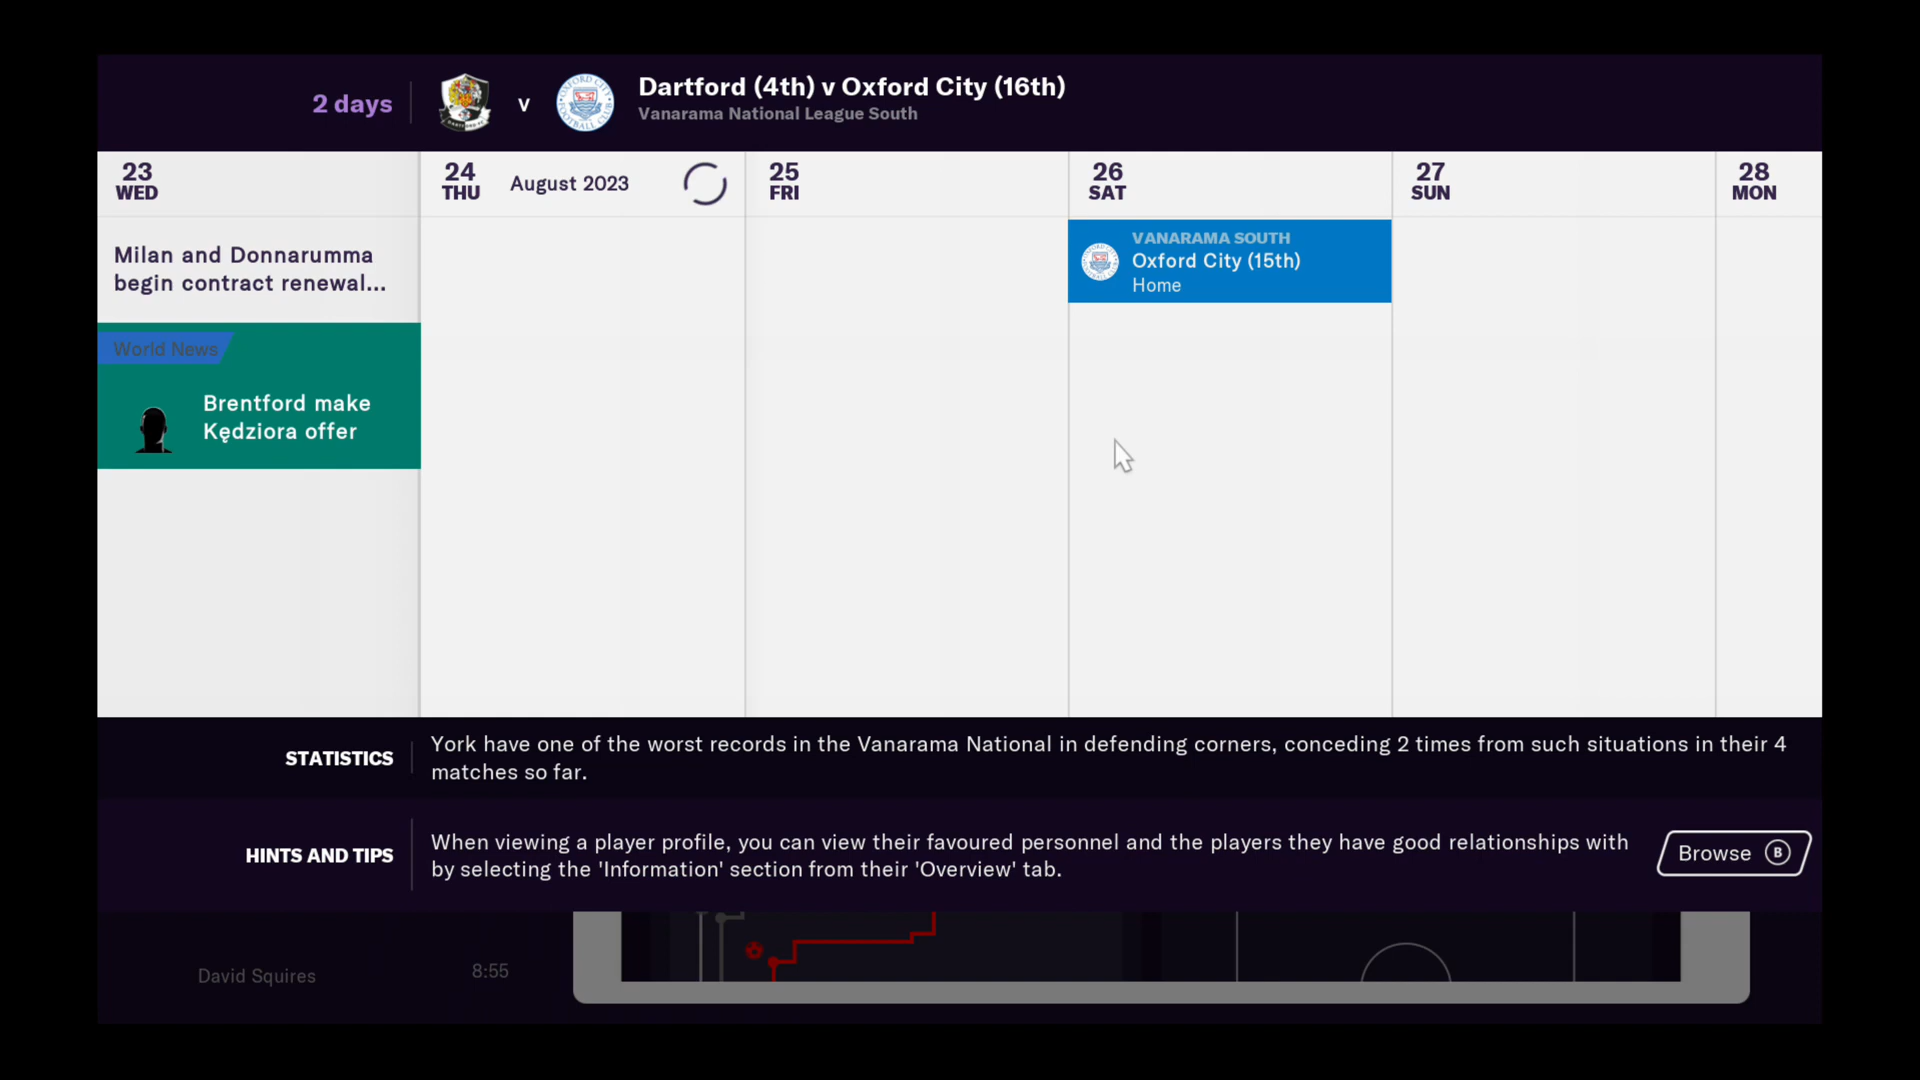 2 days
v
Dartford (4th) v Oxford City (16th)
Vanarama National League South
23
WED
24
THU
August 2023
25
FRI
26
SAT
27
SUN
28
MON
Milan and Donnarumma
begin contract renewal...
World News
Brentford make
Kędziora offer
VANARAMA SOUTH
Oxford City (15th)
Home
STATISTICS
York have one of the worst records in the Vanarama National in defending corners, conceding 2 times from such situations in their 4
matches so far.
HINTS AND TIPS
When viewing a player profile, you can view their favoured personnel and the players they have good relationships with
by selecting the 'Information' section from their 'Overview' tab.
Browse B
David Squires
8:55